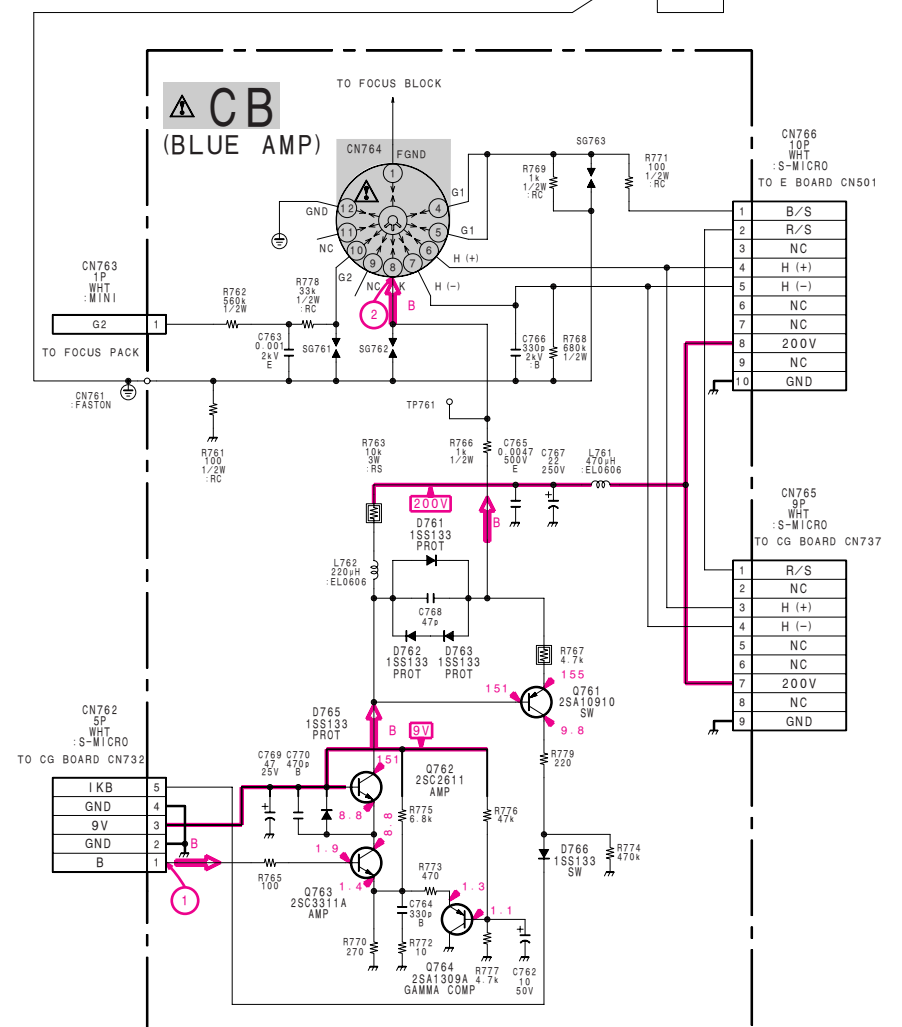 TO FOCUS BLOCK
CB
(BLUE AMP)
CN764
FGND
1
4
5
6
7
8
9
10
11
12
G1
G1
H (+)
H (-)
K
NC
G2
NC
GND
2
B
SG763
R769
1k
1/2W
:RC
R771
100
1/2W
:RC
CN766
10P
WHT
:S-MICRO
TO E BOARD CN501
1 B/S
2 R/S
3 NC
4 H (+)
5 H (-)
6 NC
7 NC
8 200V
9 NC
10 GND
CN763
1P
WHT
:MINI
G2 1
TO FOCUS PACK
R762
560k
1/2W
R778
33k
1/2W
:RC
C763
0.001
2kV
E
SG761
SG762
C766
330p
2kV
:B
R768
680k
1/2W
CN761
:FASTON
R761
100
1/2W
:RC
TP761
R763
10k
3W
:RS
R766
1k
1/2W
C765
0.0047
500V
E
C767
22
250V
L761
470μH
:EL0606
200V
B
CN765
9P
WHT
:S-MICRO
TO CG BOARD CN737
1 R/S
2 NC
3 H (+)
4 H (-)
5 NC
6 NC
7 200V
8 NC
9 GND
D761
1SS133
PROT
L762
220μH
:EL0606
C768
47p
D762
1SS133
PROT
D763
1SS133
PROT
R767
4.7k
155
151
Q761
2SA10910
SW
9.8
CN762
5P
WHT
:S-MICRO
TO CG BOARD CN732
IKB 5
GND 4
9V 3
GND 2
B 1
B
1
D765
1SS133
PROT
B
9V
C769
47
25V
C770
470p
B
151
Q762
2SC2611
AMP
R779
220
8.8
8.8
R775
6.8k
R776
47k
1.9
1.4
R765
100
Q763
2SC3311A
AMP
R773
470
C764
330p
B
1.3
1.1
D766
1SS133
SW
R774
470k
R770
270
R772
10
Q764
2SA1309A
GAMMA COMP
R777
4.7k
C762
10
50V